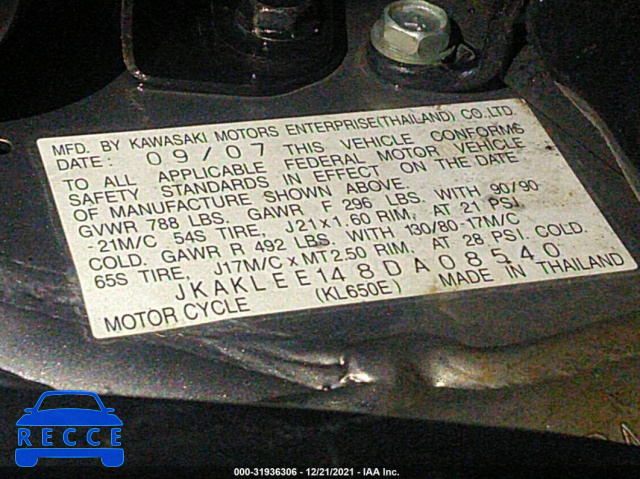 MFD. BY KAWASAKI MOTORS ENTERPRISE(THAILAND) CO.,LTD.
DATE: 09/07 THIS VEHICLE CONFORMS
TO ALL APPLICABLE FEDERAL MOTOR VEHICLE
SAFETY STANDARDS IN EFFECT ON THE DATE
OF MANUFACTURE SHOWN ABOVE.
GVWR 788 LBS. GAWR F 296 LBS. WITH 90/90
-21M/C 54S TIRE, J21×1.60 RIM, AT 21 PSI
COLD. GAWR R 492 LBS. WITH 130/80-17M/C
65S TIRE, J17M/C×MT2.50 RIM, AT 28 PSI. COLD.
JKAKLEE148DA08540
MOTOR CYCLE (KL650E) MADE IN THAILAND
RECCE
000-31936306 - 12/21/2021 - IAA Inc.